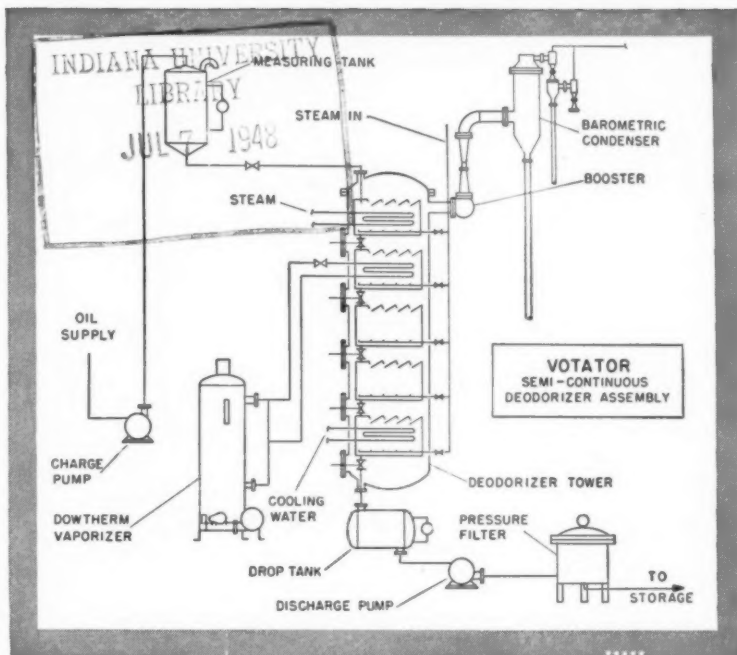 INDIANA UNIVERSITY
LIBRARY
JUL 7 1948
MEASURING TANK
STEAM IN
BAROMETRIC
CONDENSER
BOOSTER
STEAM
OIL
SUPPLY
VOTATOR
SEMI-CONTINUOUS
DEODORIZER ASSEMBLY
CHARGE
PUMP
DOWTHERM
VAPORIZER
COOLING
WATER
DEODORIZER TOWER
DROP TANK
PRESSURE
FILTER
DISCHARGE PUMP
TO
STORAGE